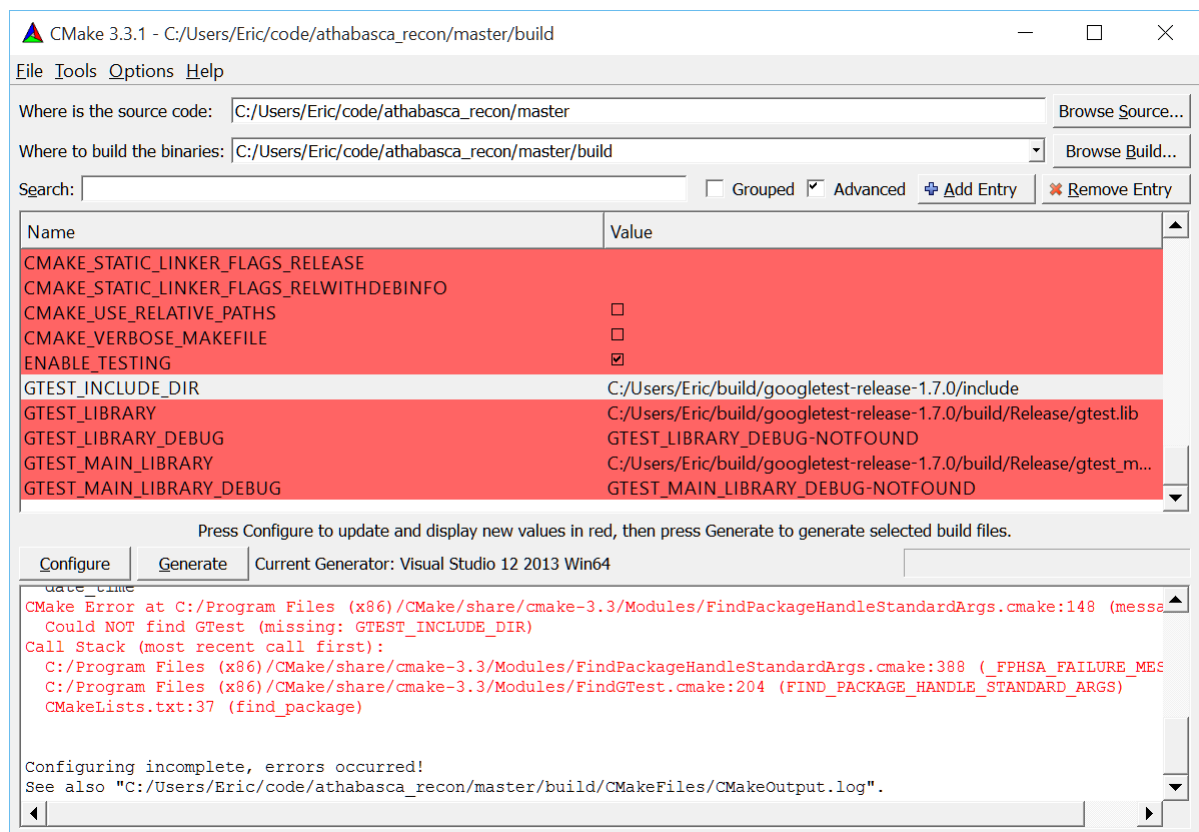 CMake 3.3.1 - C:/Users/Eric/code/athabasca_recon/master/build
File Tools Options Help
Where is the source code: C:/Users/Eric/code/athabasca_recon/master Browse Source...
Where to build the binaries: C:/Users/Eric/code/athabasca_recon/master/build Browse Build...
Search: Grouped Advanced Add Entry Remove Entry
Name Value
CMAKE_STATIC_LINKER_FLAGS_RELEASE
CMAKE_STATIC_LINKER_FLAGS_RELWITHDEBINFO
CMAKE_USE_RELATIVE_PATHS
CMAKE_VERBOSE_MAKEFILE
ENABLE_TESTING
GTEST_INCLUDE_DIR C:/Users/Eric/build/googletest-release-1.7.0/include
GTEST_LIBRARY C:/Users/Eric/build/googletest-release-1.7.0/build/Release/gtest.lib
GTEST_LIBRARY_DEBUG GTEST_LIBRARY_DEBUG-NOTFOUND
GTEST_MAIN_LIBRARY C:/Users/Eric/build/googletest-release-1.7.0/build/Release/gtest_m...
GTEST_MAIN_LIBRARY_DEBUG GTEST_MAIN_LIBRARY_DEBUG-NOTFOUND
Press Configure to update and display new values in red, then press Generate to generate selected build files.
Configure Generate Current Generator: Visual Studio 12 2013 Win64
date_time
CMake Error at C:/Program Files (x86)/CMake/share/cmake-3.3/Modules/FindPackageHandleStandardArgs.cmake:148 (messa
Could NOT find GTest (missing: GTEST_INCLUDE_DIR)
Call Stack (most recent call first):
C:/Program Files (x86)/CMake/share/cmake-3.3/Modules/FindPackageHandleStandardArgs.cmake:388 (_FPHSA_FAILURE_MES
C:/Program Files (x86)/CMake/share/cmake-3.3/Modules/FindGTest.cmake:204 (FIND_PACKAGE_HANDLE_STANDARD_ARGS)
CMakeLists.txt:37 (find_package)
Configuring incomplete, errors occurred!
See also "C:/Users/Eric/code/athabasca_recon/master/build/CMakeFiles/CMakeOutput.log".